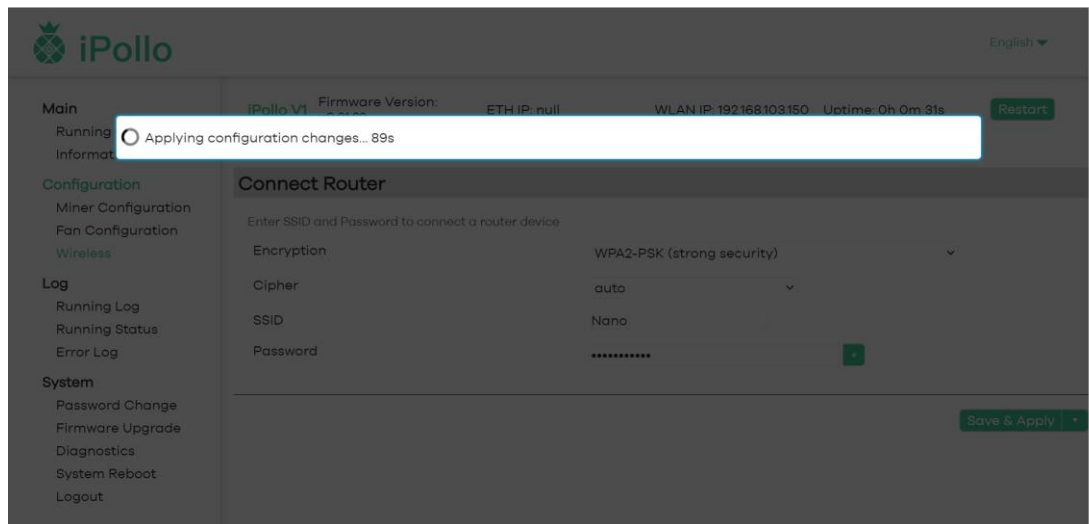 iPollo
English
Main
iPollo V1 Firmware Version: ETH IP: null WLAN IP: 192.168.103.150 Uptime: 0h 0m 31s Restart
Running
Informat
Applying configuration changes... 89s
Configuration
Miner Configuration
Fan Configuration
Wireless
Log
Running Log
Running Status
Error Log
System
Password Change
Firmware Upgrade
Diagnostics
System Reboot
Logout
Connect Router
Enter SSID and Password to connect a router device
Encryption WPA2-PSK (strong security)
Cipher auto
SSID Nano
Password •••••••••••
Save & Apply